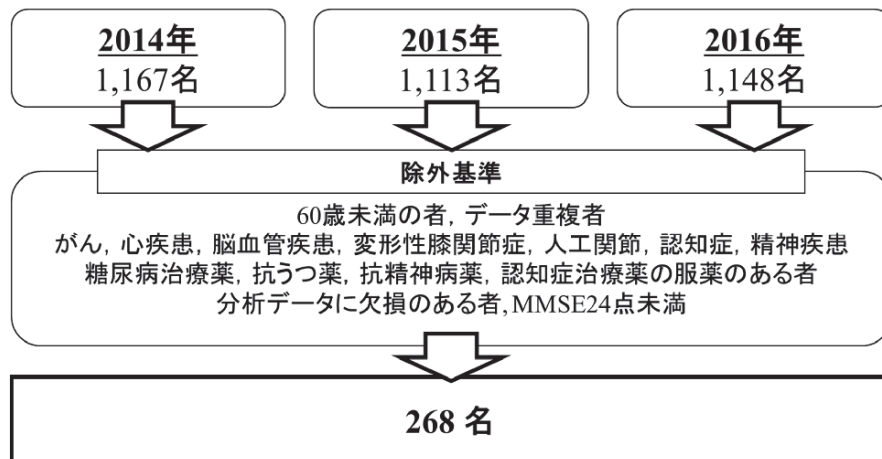 2014年
1,167名
2015年
1,113名
2016年
1,148名
除外基準
60歳未満の者, データ重複者
がん, 心疾患, 脳血管疾患, 変形性膝関節症, 人工関節, 認知症, 精神疾患
糖尿病治療薬, 抗うつ薬, 抗精神病薬, 認知症治療薬の服薬のある者
分析データに欠損のある者, MMSE24点未満
268 名